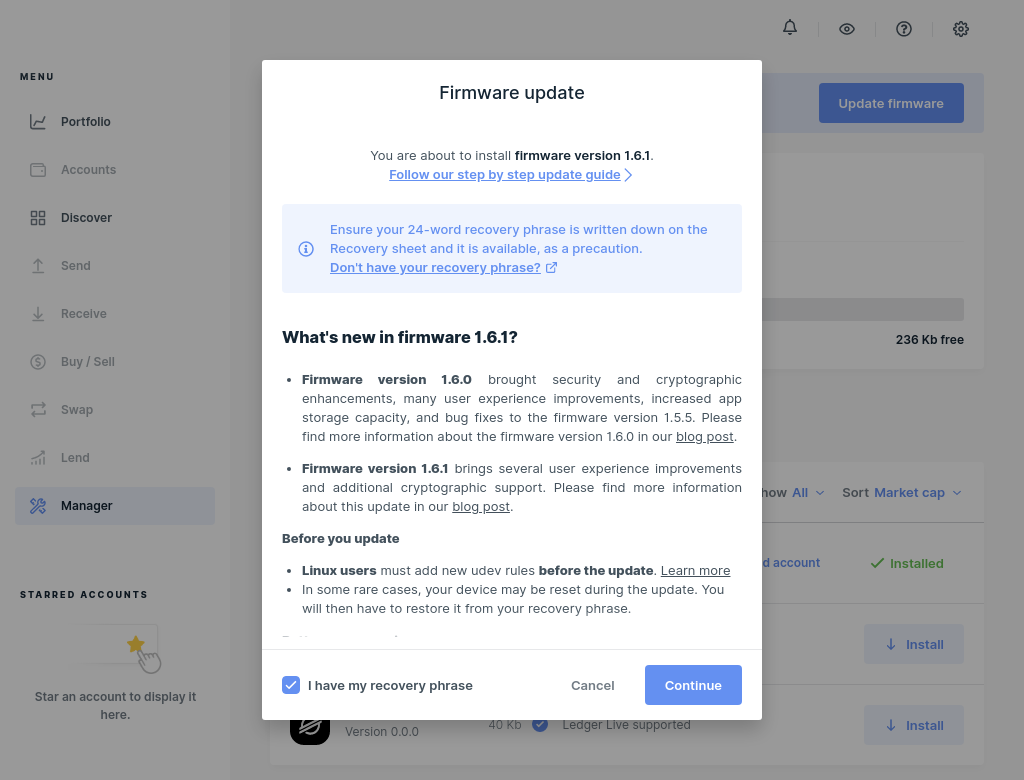 MENU
Portfolio
Accounts
Discover
Send
Receive
Buy / Sell
Swap
Lend
Manager
STARRED ACCOUNTS
Star an account to display it
here.
Update firmware
236 Kb free
All
Sort Market cap
account
Installed
Install
Install
Version 0.0.0
40 Kb
Ledger Live supported
Firmware update
You are about to install firmware version 1.6.1.
Follow our step by step update guide
Ensure your 24-word recovery phrase is written down on the
Recovery sheet and it is available, as a precaution.
Don't have your recovery phrase?
What's new in firmware 1.6.1?
• Firmware version 1.6.0 brought security and cryptographic
enhancements, many user experience improvements, increased app
storage capacity, and bug fixes to the firmware version 1.5.5. Please
find more information about the firmware version 1.6.0 in our blog post.
• Firmware version 1.6.1 brings several user experience improvements
and additional cryptographic support. Please find more information
about this update in our blog post.
Before you update
• Linux users must add new udev rules before the update. Learn more
• In some rare cases, your device may be reset during the update. You
will then have to restore it from your recovery phrase.
I have my recovery phrase
Cancel
Continue